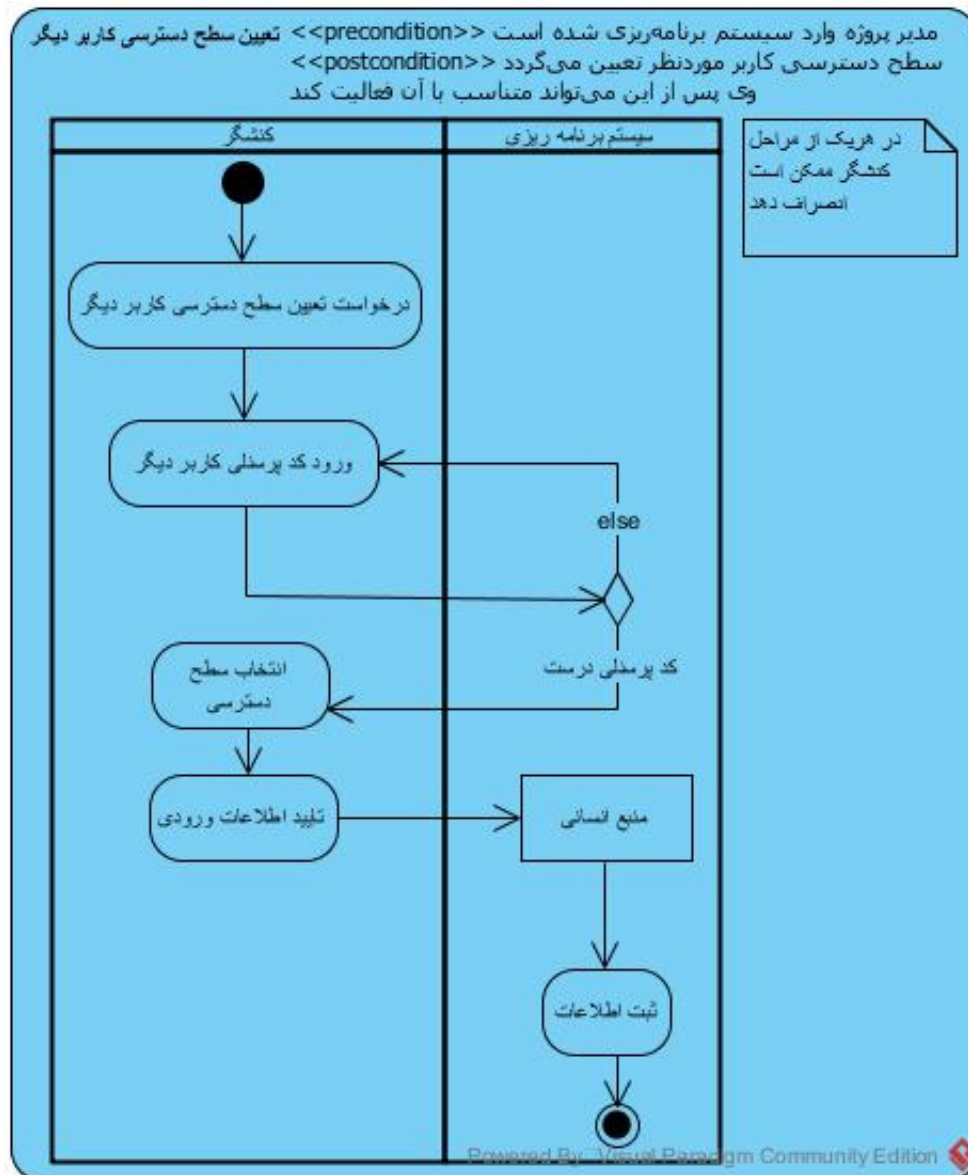 تعیین سطح دسترسی کاربر دیگر <<precondition>> مدیر پروژه وارد سیستم برنامه‌ریزی شده است
<<postcondition>> سطح دسترسی کاربر موردنظر تعیین می‌گردد
وی پس از این می‌تواند متناسب با آن فعالیت کند
کنشگر
سیستم برنامه ریزی
در هریک از مراحل
کنشگر ممکن است
انصراف دهد
درخواست تعیین سطح دسترسی کاربر دیگر
ورود کد پرسنلی کاربر دیگر
else
کد پرسنلی درست
انتخاب سطح
دسترسی
تایید اطلاعات ورودی
منبع انسانی
ثبت اطلاعات
Powered By Visual Paradigm Community Edition